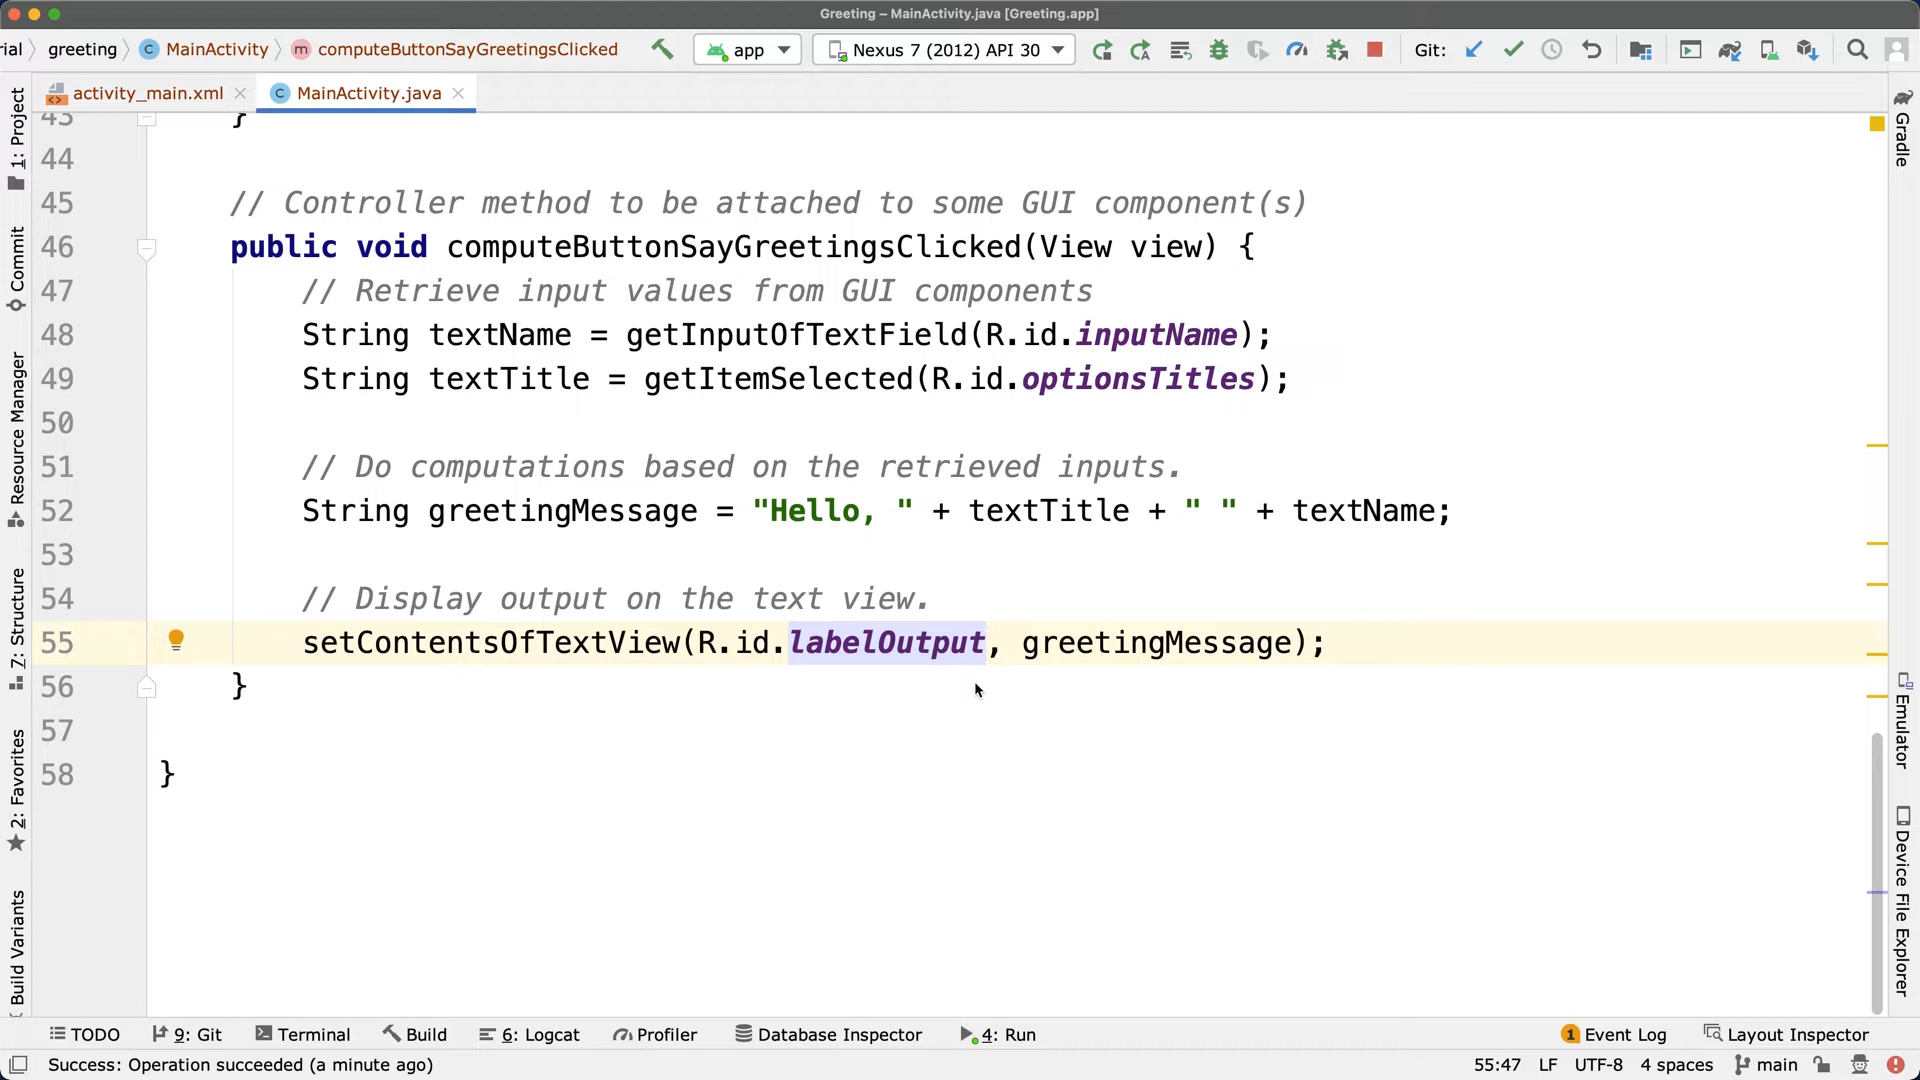 Greeting – MainActivity.java [Greeting.app]
rial greeting MainActivity computeButtonSayGreetingsClicked app Nexus 7 (2012) API 30 Git:
activity_main.xml MainActivity.java
43 }
44
45 // Controller method to be attached to some GUI component(s)
46 public void computeButtonSayGreetingsClicked(View view) {
47 // Retrieve input values from GUI components
48 String textName = getInputOfTextField(R.id.inputName);
49 String textTitle = getItemSelected(R.id.optionsTitles);
50
51 // Do computations based on the retrieved inputs.
52 String greetingMessage = "Hello, " + textTitle + " " + textName;
53
54 // Display output on the text view.
55 setContentsOfTextView(R.id.labelOutput, greetingMessage);
56 }
57
58 }
1: Project
Commit
Resource Manager
Z: Structure
2: Favorites
Build Variants
Gradle
Emulator
Device File Explorer
TODO 9: Git Terminal Build 6: Logcat Profiler Database Inspector 4: Run 1 Event Log Layout Inspector
Success: Operation succeeded (a minute ago) 55:47 LF UTF-8 4 spaces main